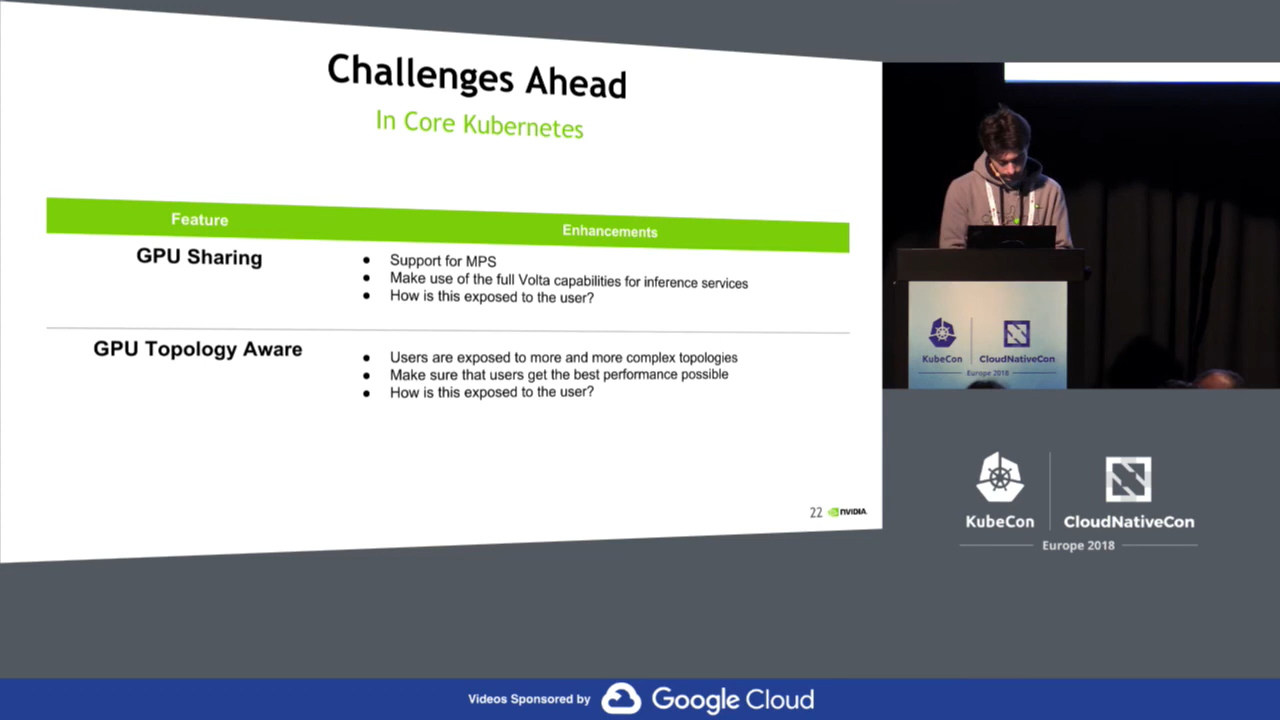 Challenges Ahead
In Core Kubernetes
Feature Enhancements
GPU Sharing
● Support for MPS
● Make use of the full Volta capabilities for inference services
● How is this exposed to the user?
GPU Topology Aware
● Users are exposed to more and more complex topologies
● Make sure that users get the best performance possible
● How is this exposed to the user?
22 NVIDIA
KubeCon CloudNativeCon
Europe 2018
KubeCon CloudNativeCon
Europe 2018
Videos Sponsored by Google Cloud